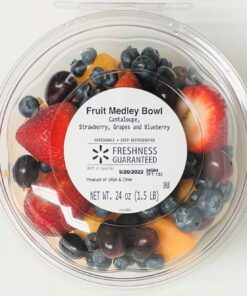 Fruit Medley Bowl
Cantaloupe,
Strawberry, Grapes and Blueberry
PERISHABLE • KEEP REFRIGERATED
FRESHNESS
GUARANTEED
5/20/2022
Product of: USA & Chile
NET WT. 24 oz (1.5 LB)